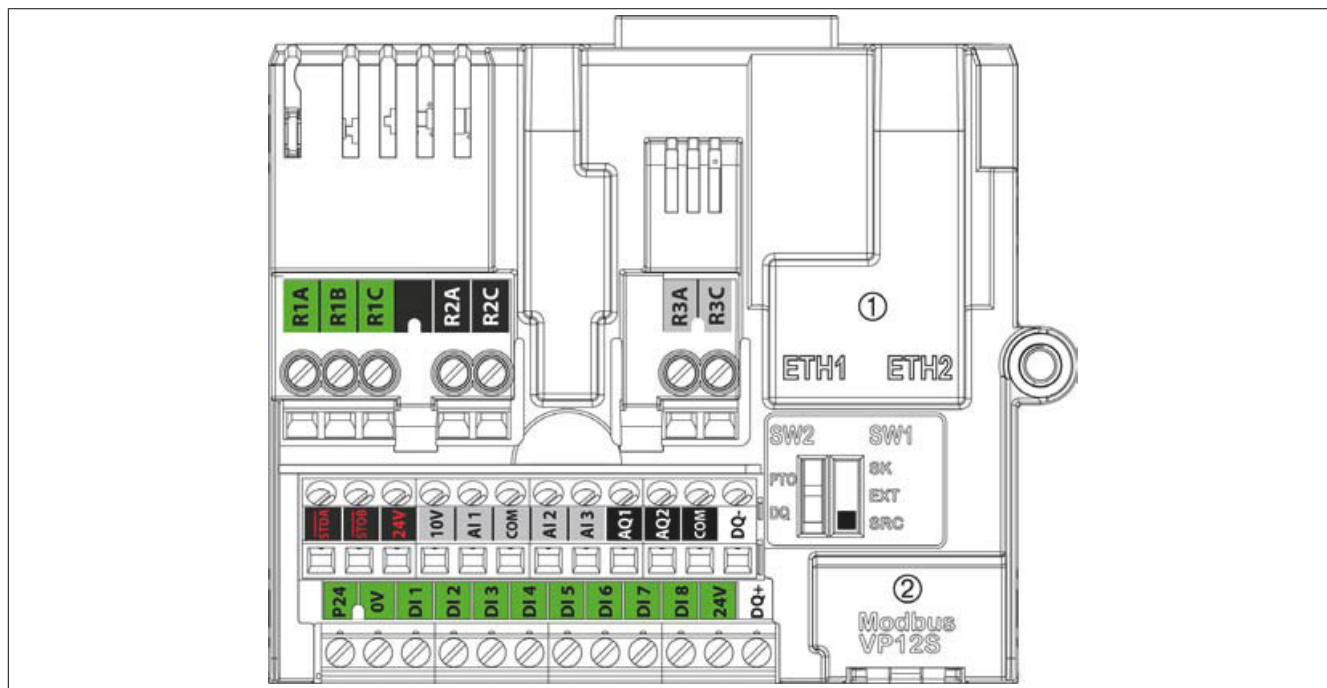 R1A R1B R1C R2A R2C R3A R3C
①
ETH1 ETH2
SW2 SW1
PTO SK
EXT
DQ SRC
STOA STOB 24V 10V AI1 COM AI2 AI3 AQ1 AQ2 COM DQ-
P24 0V DI1 DI2 DI3 DI4 DI5 DI6 DI7 DI8 24V DQ+
②
Modbus
VP12S